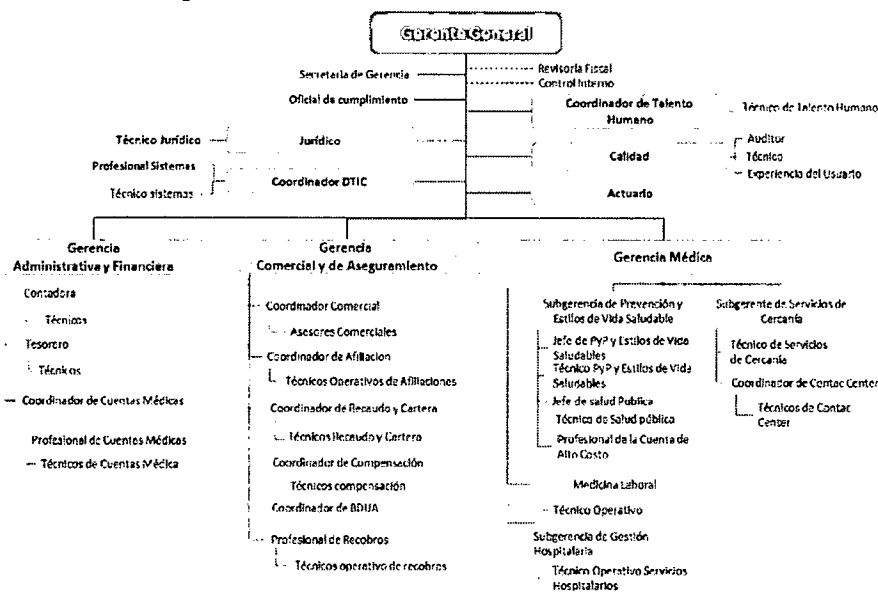 Gerente General
Secretaria de Gerencia
Revisoría Fiscal
Control Interno
Oficial de cumplimiento
Coordinador de Talento
Humano
Técnico de Talento Humano
Técnico Jurídico
Jurídico
Calidad
Auditor
Técnico
Experiencia del Usuario
Profesional Sistemas
Técnico sistemas
Coordinador DTIC
Actuario
Gerencia
Administrativa y Financiera
Contadora
Técnicos
Tesorero
Técnicos
Coordinador de Cuentas Médicas
Profesional de Cuentas Médicas
Técnicos de Cuentas Médica
Gerencia
Comercial y de Aseguramiento
Coordinador Comercial
Asesores Comerciales
Coordinador de Afiliacion
Técnicos Operativos de Afiliaciones
Coordinador de Recaudo y Cartera
Técnicos Recaudo y Cartera
Coordinador de Compensación
Técnicos compensación
Coordinador de BDUA
Profesional de Recobros
Técnicos operativo de recobros
Gerencia Médica
Subgerencia de Prevención y
Estilos de Vida Saludable
Jefe de PyP y Estilos de Vida
Saludables
Técnico PyP y Estilos de Vida
Saludables
Jefe de salud Publica
Técnico de Salud pública
Profesional de la Cuenta de
Alto Costo
Medicina Laboral
Técnico Operativo
Subgerencia de Gestión
Hospitalaria
Técnico Operativo Servicios
Hospitalarios
Subgerente de Servicios de
Cercanía
Técnico de Servicios
de Cercanía
Coordinador de Contac Center
Técnicos de Contac
Center